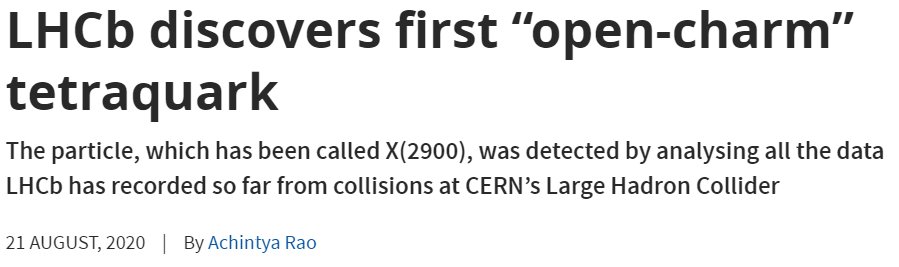 LHCb discovers first “open-charm”
tetraquark
The particle, which has been called X(2900), was detected by analysing all the data
LHCb has recorded so far from collisions at CERN’s Large Hadron Collider
21 AUGUST, 2020 | By Achintya Rao